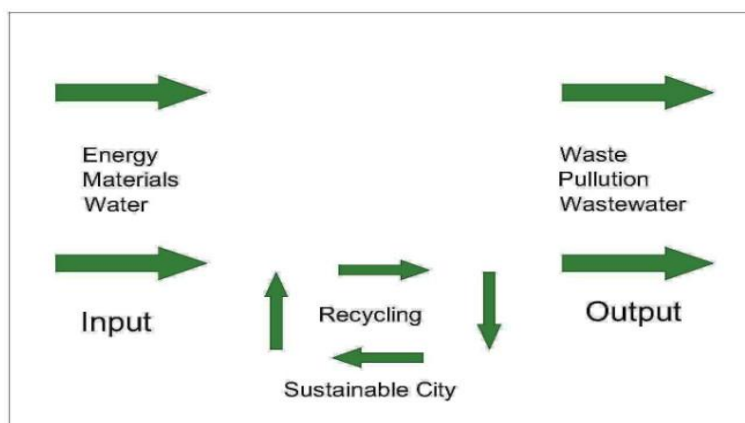 Energy
Materials
Water
Input
Waste
Pullution
Wastewater
Output
Recycling
Sustainable City